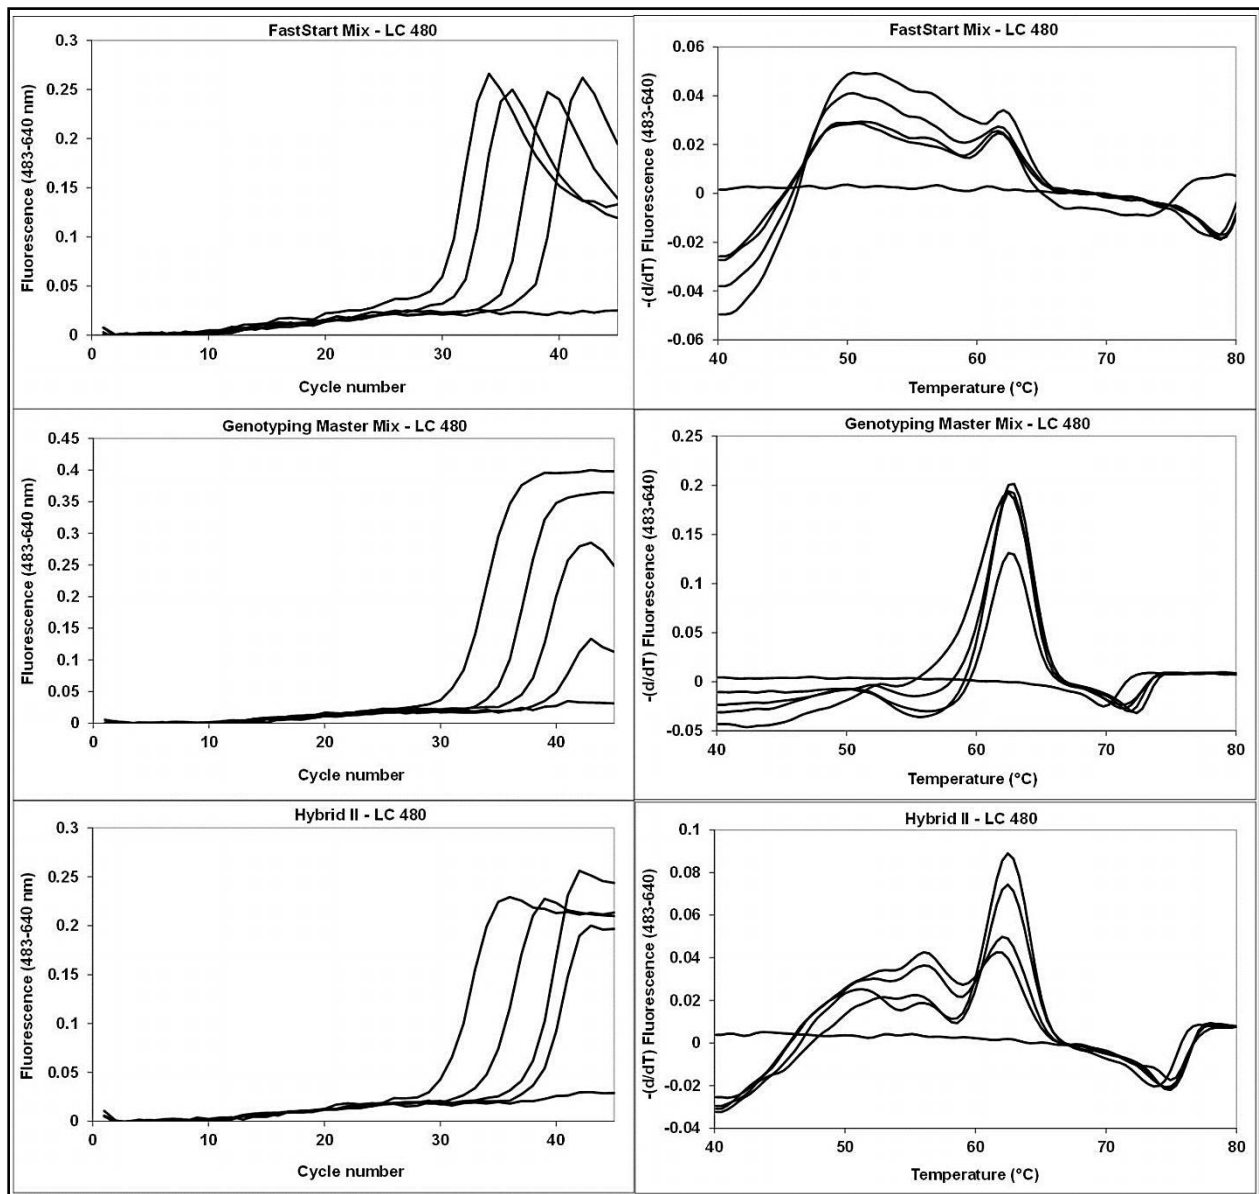 FastStart Mix - LC 480
0.3
0.25
0.2
0.15
0.1
0.05
0
Fluorescence (483-640 nm)
0 10 20 30 40
Cycle number
FastStart Mix - LC 480
0.06
0.04
0.02
0
-0.02
-0.04
-0.06
-(d/dT) Fluorescence (483-640)
40 50 60 70 80
Temperature (°C)
Genotyping Master Mix - LC 480
0.45
0.4
0.35
0.3
0.25
0.2
0.15
0.1
0.05
0
Fluorescence (483-640 nm)
0 10 20 30 40
Cycle number
Genotyping Master Mix - LC 480
0.25
0.2
0.15
0.1
0.05
0
-0.05
-(d/dT) Fluorescence (483-640)
40 50 60 70 80
Temperature (°C)
Hybrid II - LC 480
0.3
0.25
0.2
0.15
0.1
0.05
0
Fluorescence (483-640 nm)
0 10 20 30 40
Cycle number
Hybrid II - LC 480
0.1
0.08
0.06
0.04
0.02
0
-0.02
-0.04
-(d/dT) Fluorescence (483-640)
40 50 60 70 80
Temperature (°C)